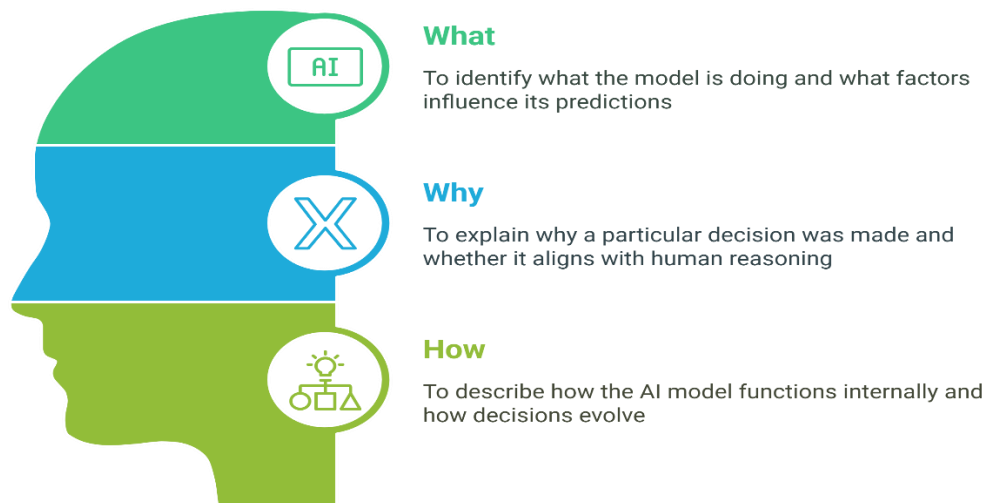 AI
What
To identify what the model is doing and what factors
influence its predictions
X
Why
To explain why a particular decision was made and
whether it aligns with human reasoning
How
To describe how the AI model functions internally and
how decisions evolve